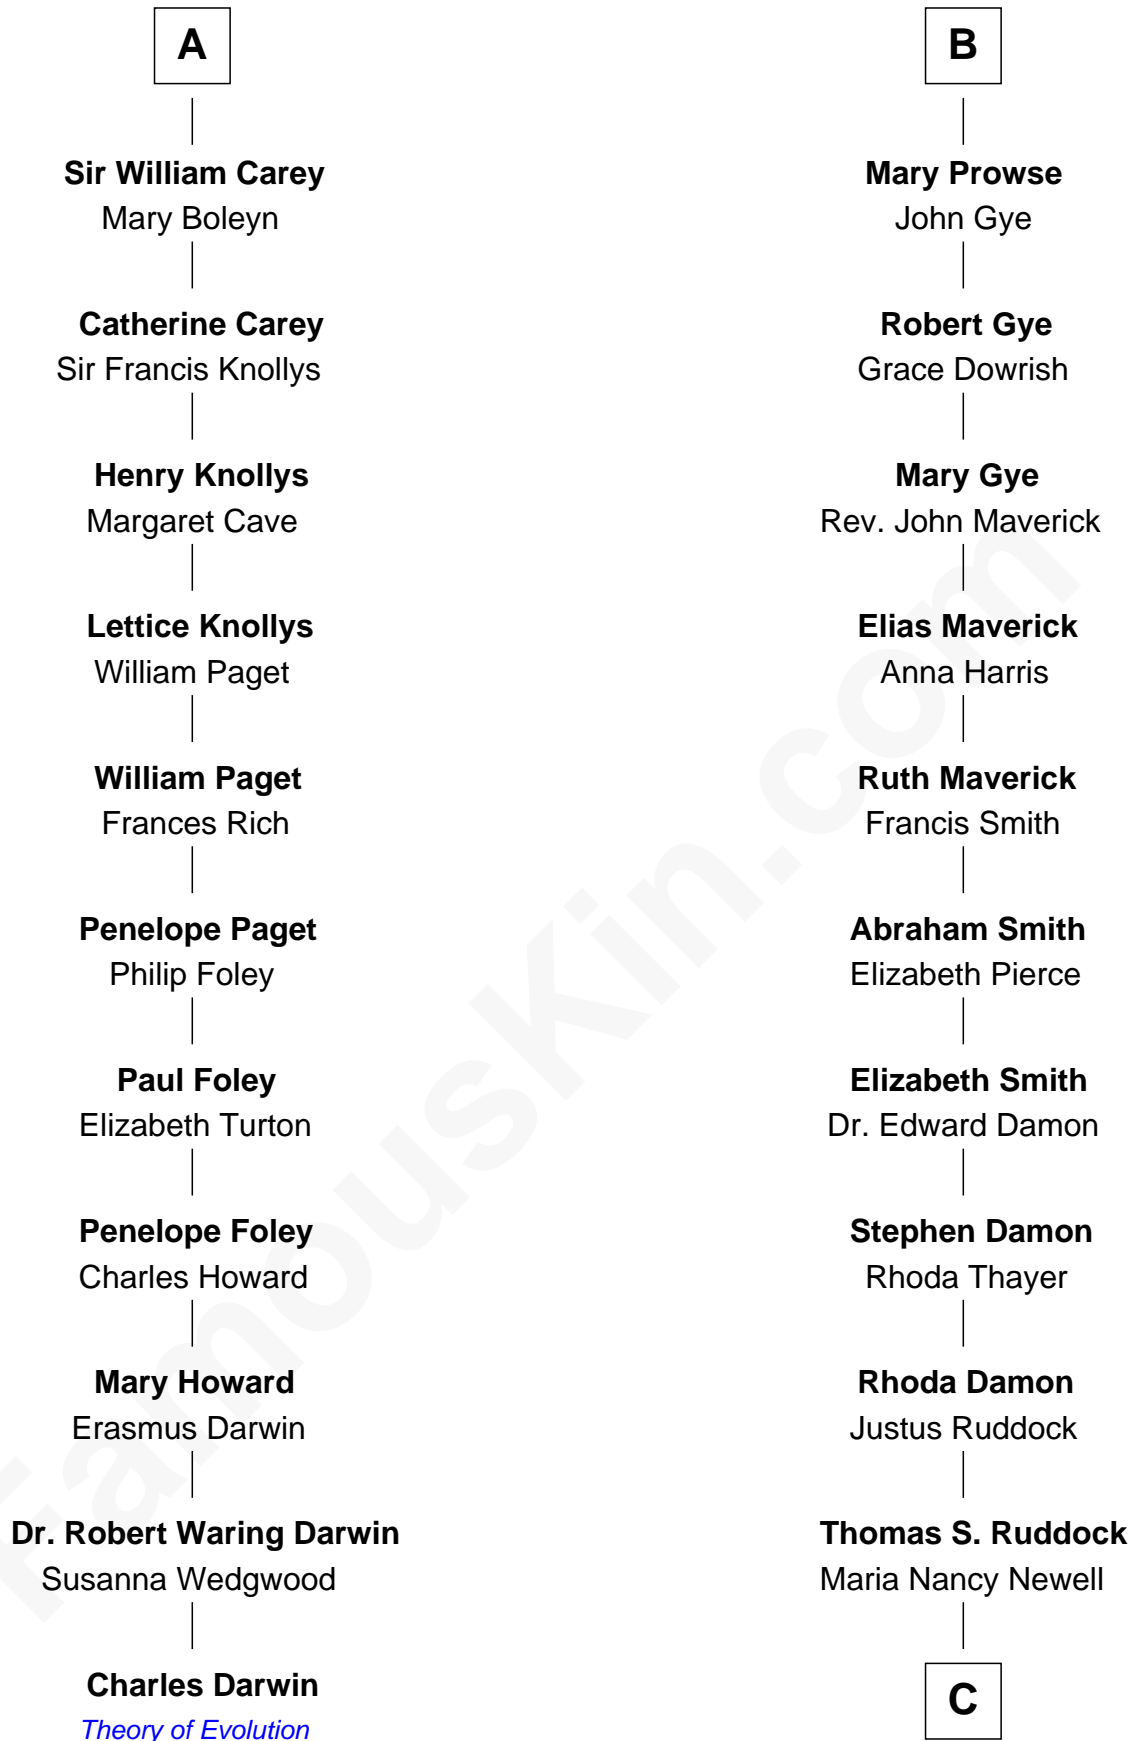 A
Sir William Carey
Mary Boleyn
Catherine Carey
Sir Francis Knollys
Henry Knollys
Margaret Cave
Lettice Knollys
William Paget
William Paget
Frances Rich
Penelope Paget
Philip Foley
Paul Foley
Elizabeth Turton
Penelope Foley
Charles Howard
Mary Howard
Erasmus Darwin
Dr. Robert Waring Darwin
Susanna Wedgwood
Charles Darwin
Theory of Evolution
B
Mary Prowse
John Gye
Robert Gye
Grace Dowrish
Mary Gye
Rev. John Maverick
Elias Maverick
Anna Harris
Ruth Maverick
Francis Smith
Abraham Smith
Elizabeth Pierce
Elizabeth Smith
Dr. Edward Damon
Stephen Damon
Rhoda Thayer
Rhoda Damon
Justus Ruddock
Thomas S. Ruddock
Maria Nancy Newell
C
FamousKin.com